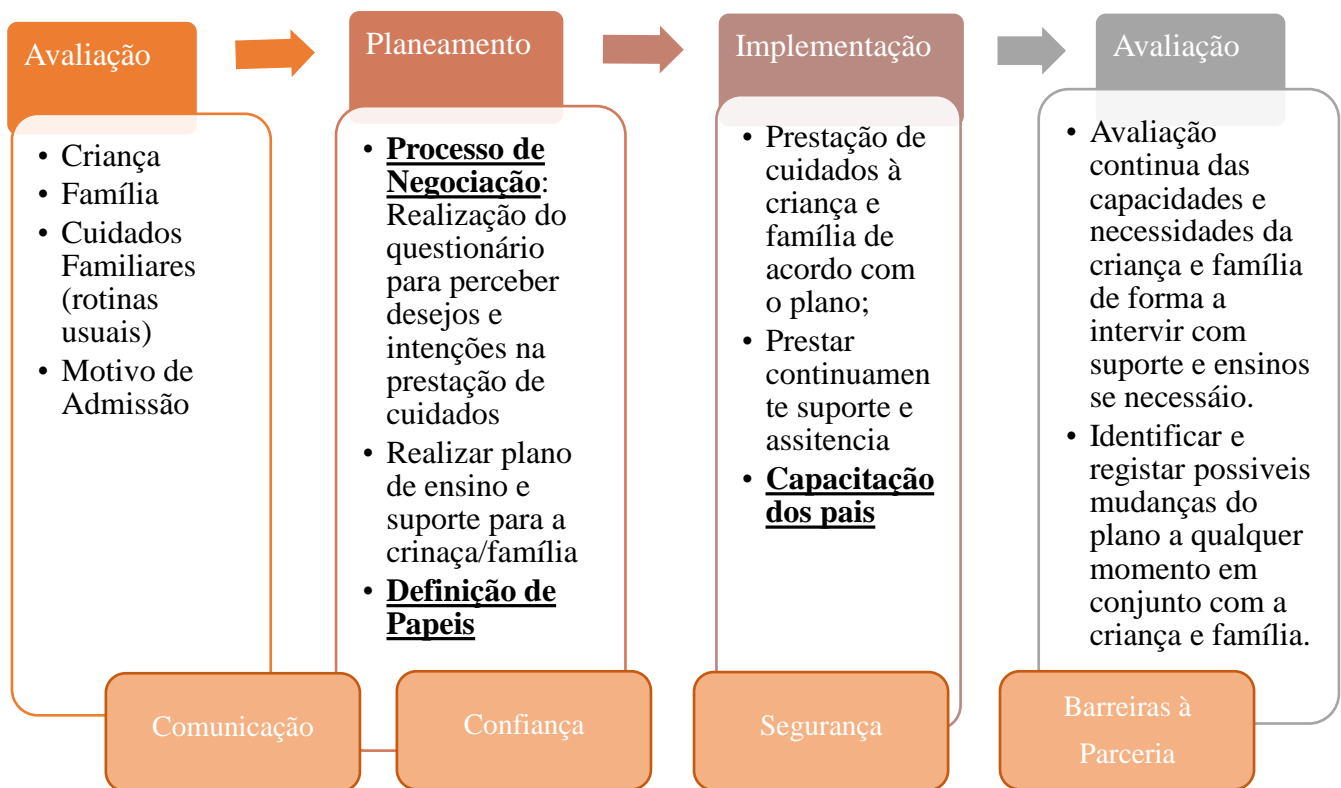 Avaliação
• Criança
• Família
• Cuidados
Familiares
(rotinas
usuais)
• Motivo de
Admissão
Planeamento
• Processo de
Negociação:
Realização do
questionário
para perceber
desejos e
intenções na
prestação de
cuidados
• Realizar plano
de ensino e
suporte para a
crinaça/família
• Definição de
Papeis
Implementação
• Prestação de
cuidados à
criança e
família de
acordo com
o plano;
• Prestar
continuamen
te suporte e
assitencia
• Capacitação
dos pais
Avaliação
• Avaliação
continua das
capacidades e
necessidades da
criança e família
de forma a
intervir com
suporte e ensinos
se necessáio.
• Identificar e
registar possiveis
mudanças do
plano a qualquer
momento em
conjunto com a
criança e família.
Comunicação
Confiança
Segurança
Barreiras à
Parceria